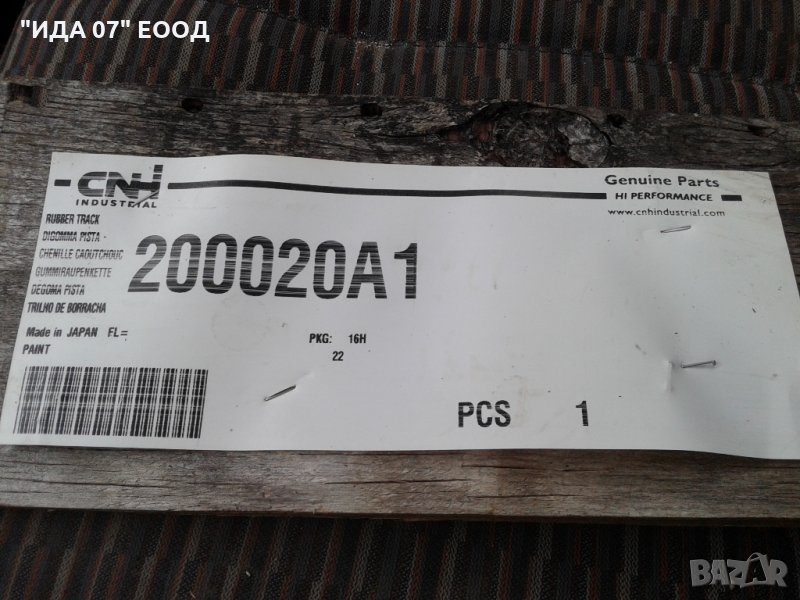 "ИДА 07" ЕООД
CNH
INDUSTRIAL
Genuine Parts
HI PERFORMANCE
www.cnhindustrial.com
RUBBER TRACK
DIGOMMA PISTA -
CHENILLE CAOUTCHOUC
GUMMIRAUPENKETTE
DEGOMA PISTA
TRILHO DE BORRACHA
200020A1
Made in JAPAN FL=
PAINT
PKG: 16H
22
PCS 1
BAZAR